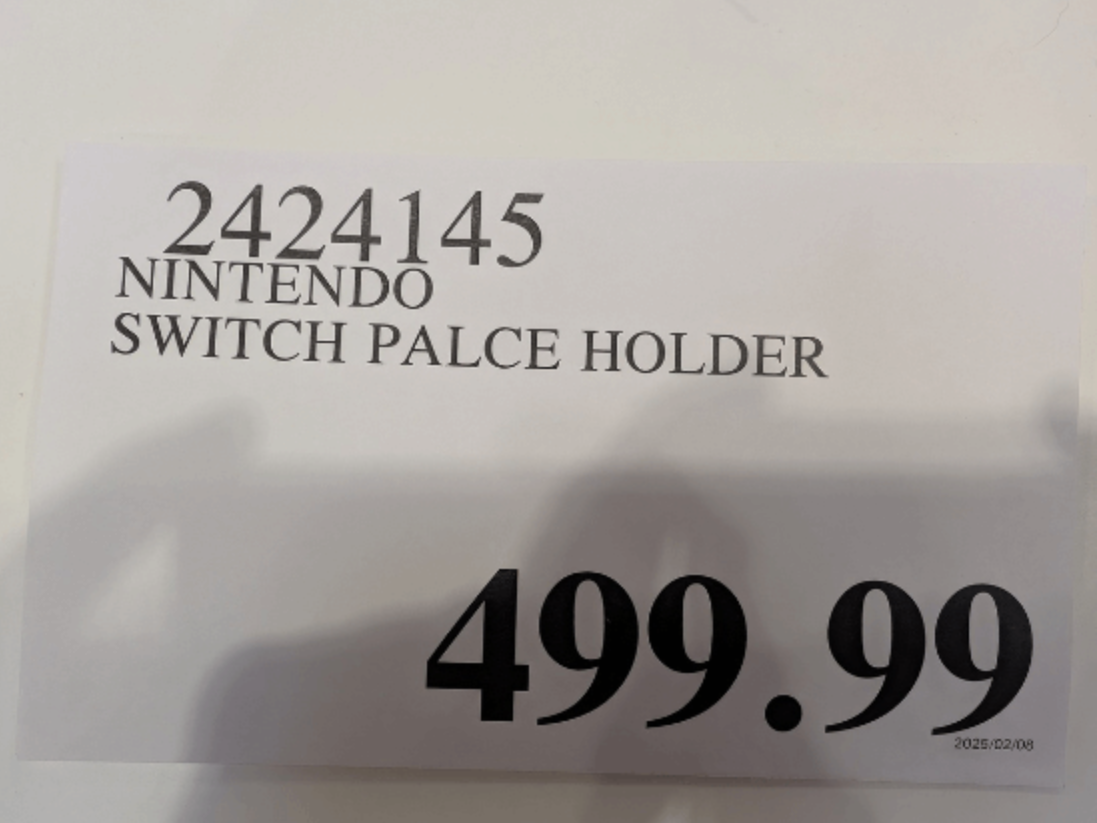 2424145
NINTENDO
SWITCH PALCE HOLDER
499.99
2025/02/08